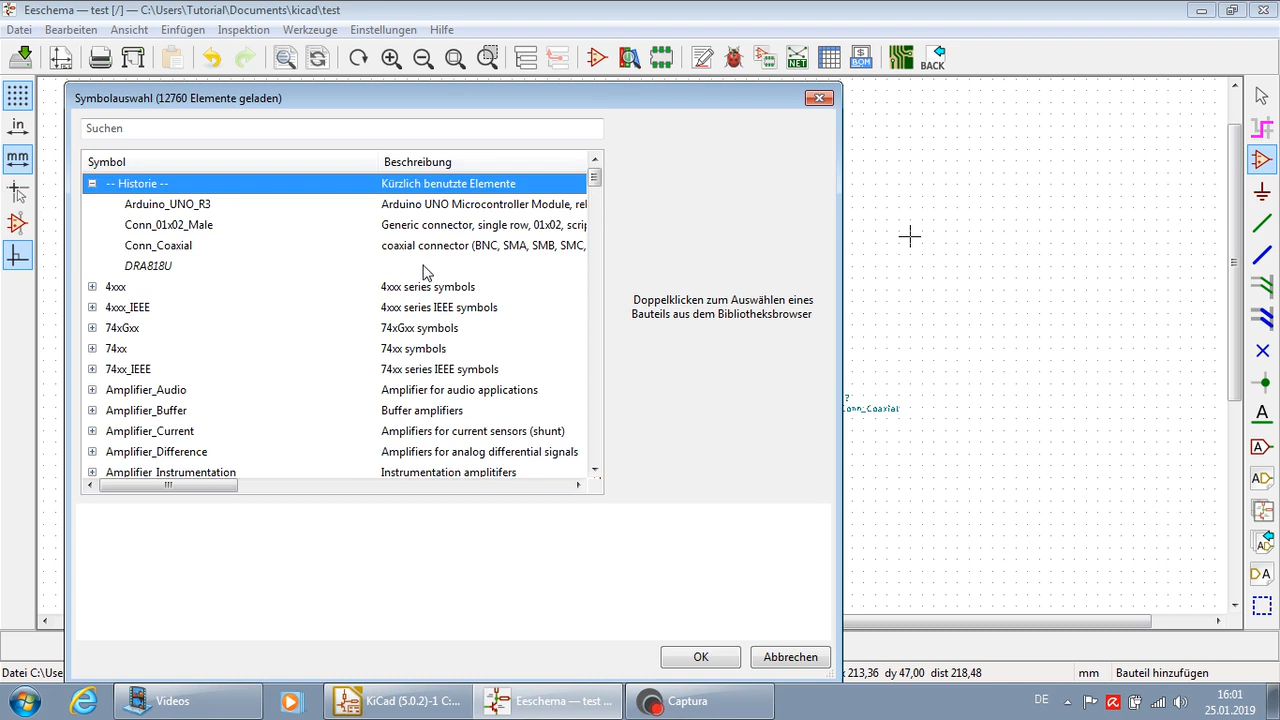 Eeschema — test [/] — C:\Users\Tutorial\Documents\kicad\test
Datei Bearbeiten Ansicht Einfügen Inspektion Werkzeuge Einstellungen Hilfe
NET BOM BACK
in
mm
Symbolauswahl (12760 Elemente geladen)
Suchen
Symbol Beschreibung
-- Historie -- Kürzlich benutzte Elemente
Arduino_UNO_R3 Arduino UNO Microcontroller Module, rel
Conn_01x02_Male Generic connector, single row, 01x02, scrip
Conn_Coaxial coaxial connector (BNC, SMA, SMB, SMC,
DRA818U
4xxx 4xxx series symbols
4xxx_IEEE 4xxx series IEEE symbols
74xGxx 74xGxx symbols
74xx 74xx symbols
74xx_IEEE 74xx series IEEE symbols
Amplifier_Audio Amplifier for audio applications
Amplifier_Buffer Buffer amplifiers
Amplifier_Current Amplifiers for current sensors (shunt)
Amplifier_Difference Amplifiers for analog differential signals
Amplifier_Instrumentation Instrumentation amplitifers
Doppelklicken zum Auswählen eines
Bauteils aus dem Bibliotheksbrowser
?
Conn_Coaxial
A
A
A
A
A
OK Abbrechen
Datei C:\Use
x 213,36 dy 47,00 dist 218,48 mm Bauteil hinzufügen
Videos KiCad (5.0.2)-1 C:... Eeschema — test ... Captura
DE
16:01
25.01.2019